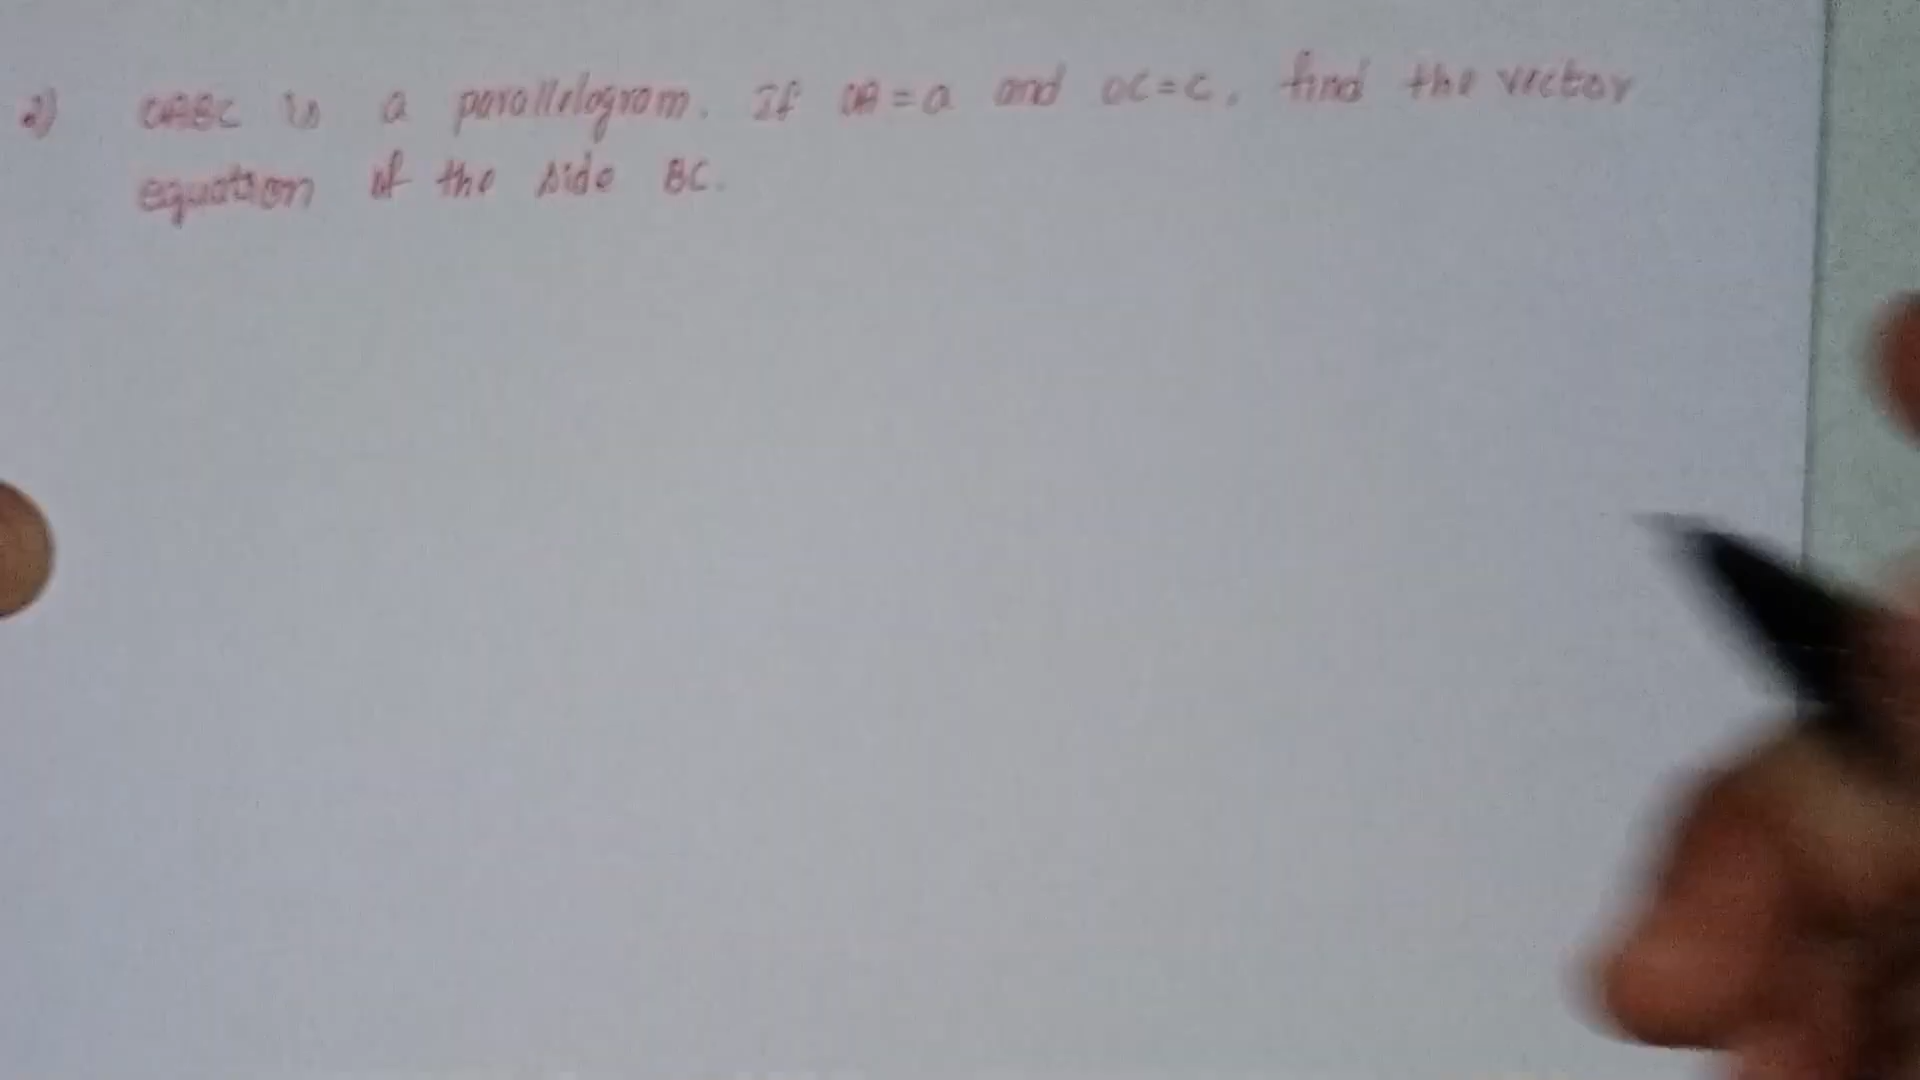 2) OABC is a parallelogram. If OA = a and OC = c, find the vector
equation of the side BC.